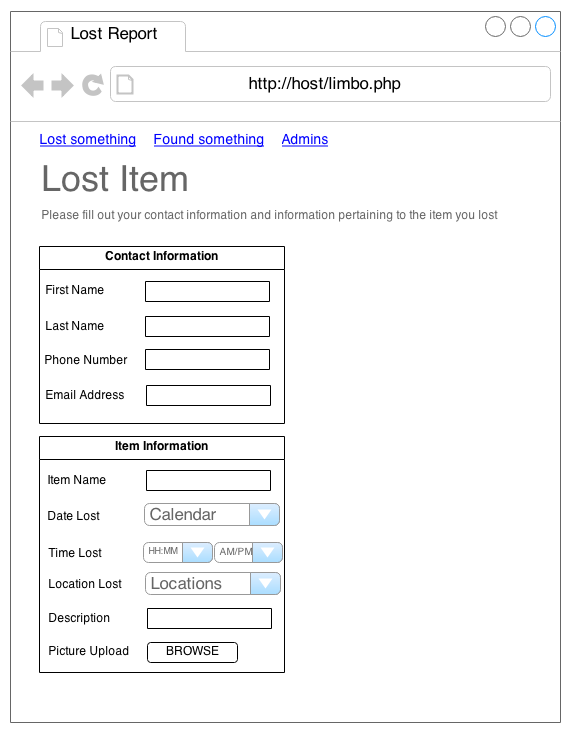 Lost Report
http://host/limbo.php
Lost something Found something Admins
Lost Item
Please fill out your contact information and information pertaining to the item you lost
Contact Information
First Name
Last Name
Phone Number
Email Address
Item Information
Item Name
Date Lost Calendar
Time Lost HH:MM AM/PM
Location Lost Locations
Description
Picture Upload BROWSE